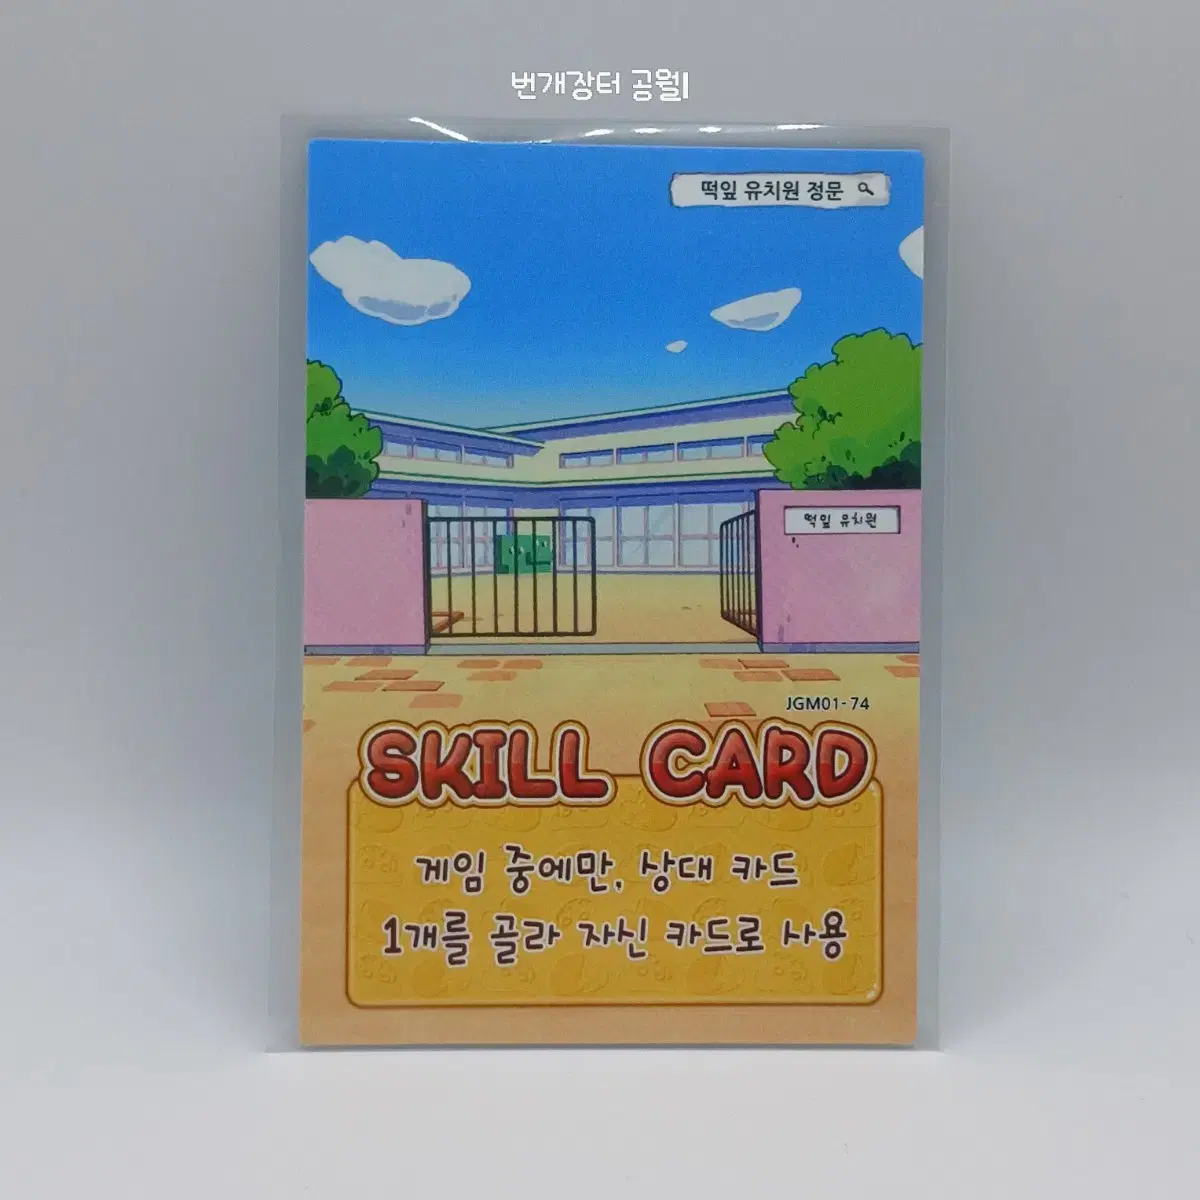 번개장터 공월|
떡잎 유치원 정문
떡잎 유치원
JGM01-74
SKILL CARD
게임 중에만, 상대 카드
1개를 골라 자신 카드로 사용